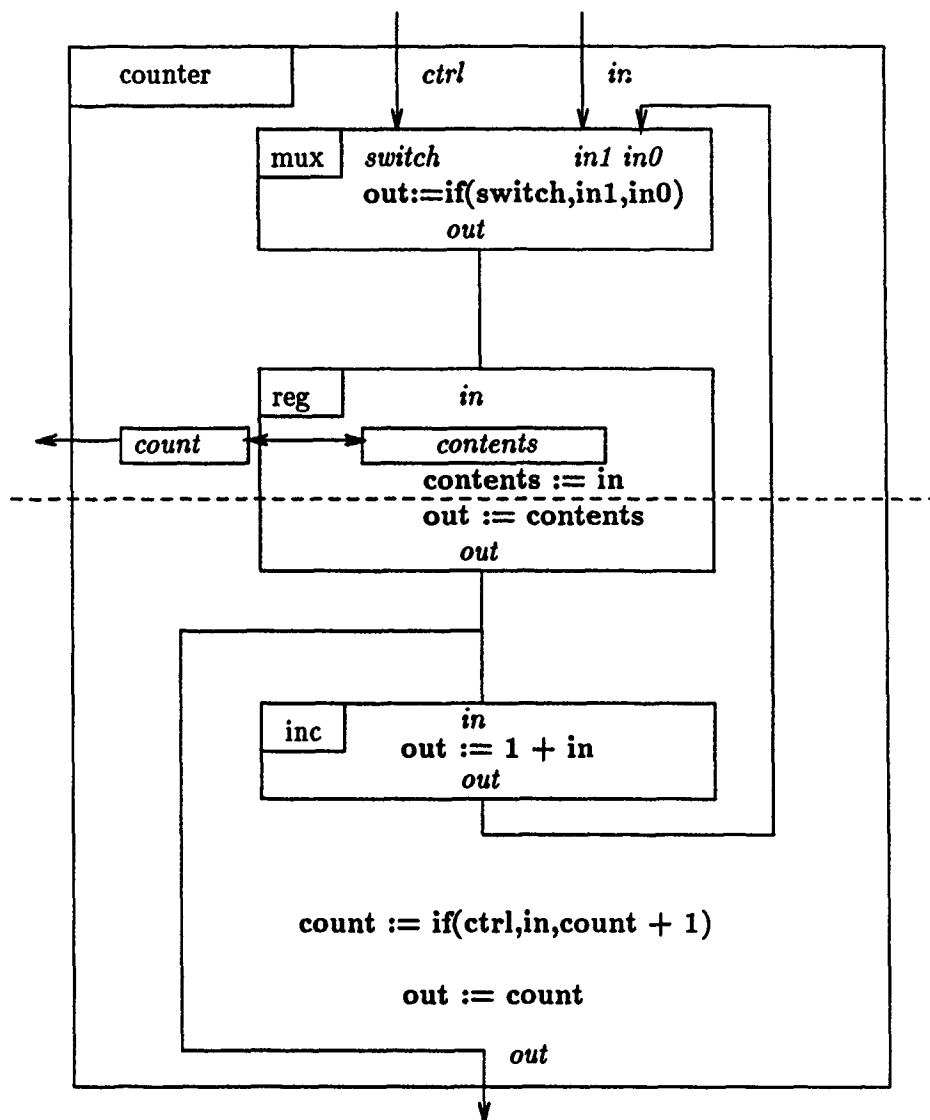 counter ctrl in
mux switch in1 in0
out:=if(switch,in1,in0)
out
reg in
count contents
contents := in
out := contents
out
in
inc out := 1 + in
out
count := if(ctrl,in,count + 1)
out := count
out